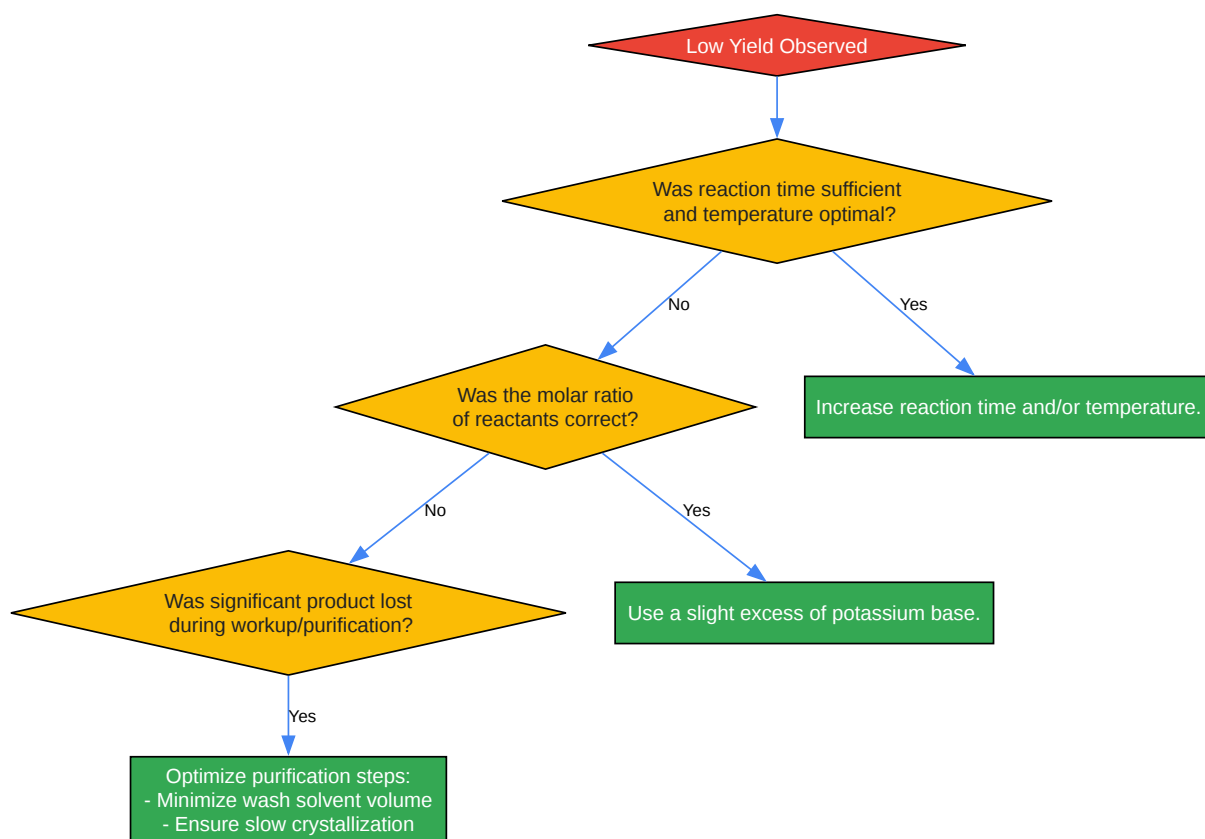 Low Yield Observed
Was reaction time sufficient
and temperature optimal?
No
Yes
Was the molar ratio
of reactants correct?
Increase reaction time and/or temperature.
No
Yes
Was significant product lost
during workup/purification?
Use a slight excess of potassium base.
Yes
Optimize purification steps:
- Minimize wash solvent volume
- Ensure slow crystallization